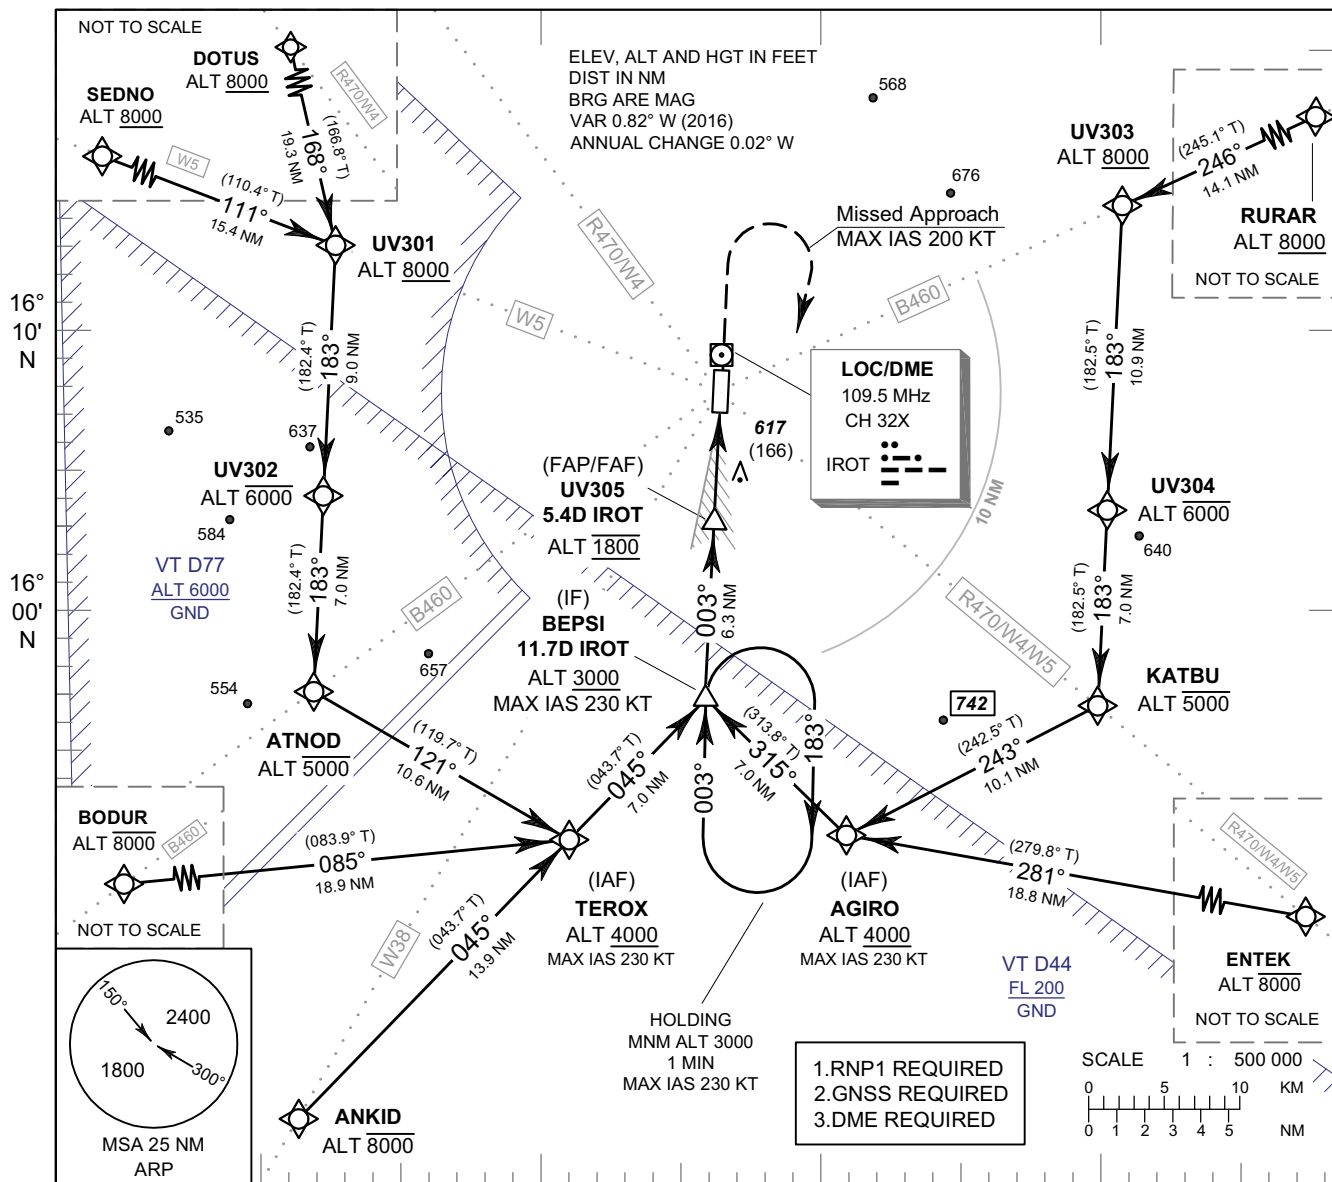 NOT TO SCALE
DOTUS
ALT 8000
SEDNO
ALT 8000
R470/W4
W5
(166.8° T)
168°
19.3 NM
(110.4° T)
111°
15.4 NM
UV301
ALT 8000
ELEV, ALT AND HGT IN FEET
DIST IN NM
BRG ARE MAG
VAR 0.82° W (2016)
ANNUAL CHANGE 0.02° W
568
676
UV303
ALT 8000
(245.1° T)
246°
14.1 NM
RURAR
ALT 8000
NOT TO SCALE
Missed Approach
MAX IAS 200 KT
R470/W4
W5
B460
16°
10'
N
(182.4° T)
183°
9.0 NM
(182.5° T)
183°
10.9 NM
LOC/DME
109.5 MHz
CH 32X
IROT
10 NM
535
637
617
(166)
UV302
ALT 6000
584
(FAP/FAF)
UV305
5.4D IROT
ALT 1800
UV304
ALT 6000
640
VT D77
ALT 6000
GND
(182.4° T)
183°
7.0 NM
B460
16°
00'
N
(IF)
BEPSI
11.7D IROT
ALT 3000
MAX IAS 230 KT
003°
6.3 NM
R470/W4/W5
(182.5° T)
183°
7.0 NM
657
554
KATBU
ALT 5000
742
ATNOD
ALT 5000
(119.7° T)
121°
10.6 NM
(043.7° T)
045°
7.0 NM
003°
183°
(313.8° T)
315°
7.0 NM
(242.5° T)
243°
10.1 NM
BODUR
ALT 8000
B460
NOT TO SCALE
(083.9° T)
085°
18.9 NM
(279.8° T)
281°
18.8 NM
R470/W4/W5
(IAF)
TEROX
ALT 4000
MAX IAS 230 KT
(IAF)
AGIRO
ALT 4000
MAX IAS 230 KT
ENTEK
ALT 8000
NOT TO SCALE
W38
(043.7° T)
045°
13.9 NM
VT D44
FL 200
GND
150°
2400
1800
300°
MSA 25 NM
ARP
HOLDING
MNM ALT 3000
1 MIN
MAX IAS 230 KT
ANKID
ALT 8000
1.RNP1 REQUIRED
2.GNSS REQUIRED
3.DME REQUIRED
SCALE 1 : 500 000
0 5 10 KM
0 1 2 3 4 5 NM